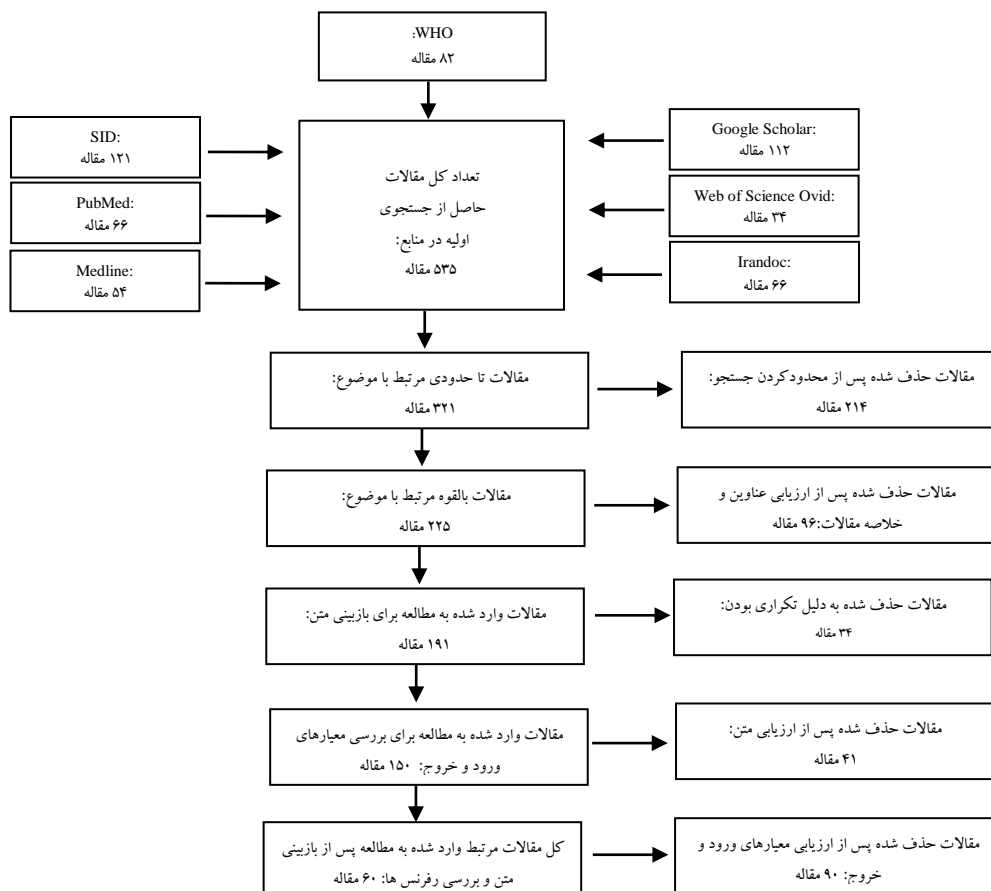 WHO:
۸۲ مقاله
SID:
۱۲۱ مقاله
PubMed:
۶۶ مقاله
Medline:
۵۴ مقاله
تعداد کل مقالات
حاصل از جستجوی
اولیه در منابع:
۵۳۵ مقاله
Google Scholar:
۱۱۲ مقاله
Web of Science Ovid:
۳۴ مقاله
Irandoc:
۶۶ مقاله
مقالات تا حدودی مرتبط با موضوع:
۳۲۱ مقاله
مقالات حذف شده پس از محدودکردن جستجو:
۲۱۴ مقاله
مقالات بالقوه مرتبط با موضوع:
۲۲۵ مقاله
مقالات حذف شده پس از ارزیابی عناوین و
خلاصه مقالات:۹۶ مقاله
مقالات وارد شده به مطالعه برای بازبینی متن:
۱۹۱ مقاله
مقالات حذف شده به دلیل تکراری بودن:
۳۴ مقاله
مقالات وارد شده به مطالعه برای بررسی معیارهای
ورود و خروج: ۱۵۰ مقاله
مقالات حذف شده پس از ارزیابی متن:
۴۱ مقاله
کل مقالات مرتبط وارد شده به مطالعه پس از بازبینی
متن و بررسی رفرنس ها: ۶۰ مقاله
مقالات حذف شده پس از ارزیابی معیارهای ورود و
خروج: ۹۰ مقاله